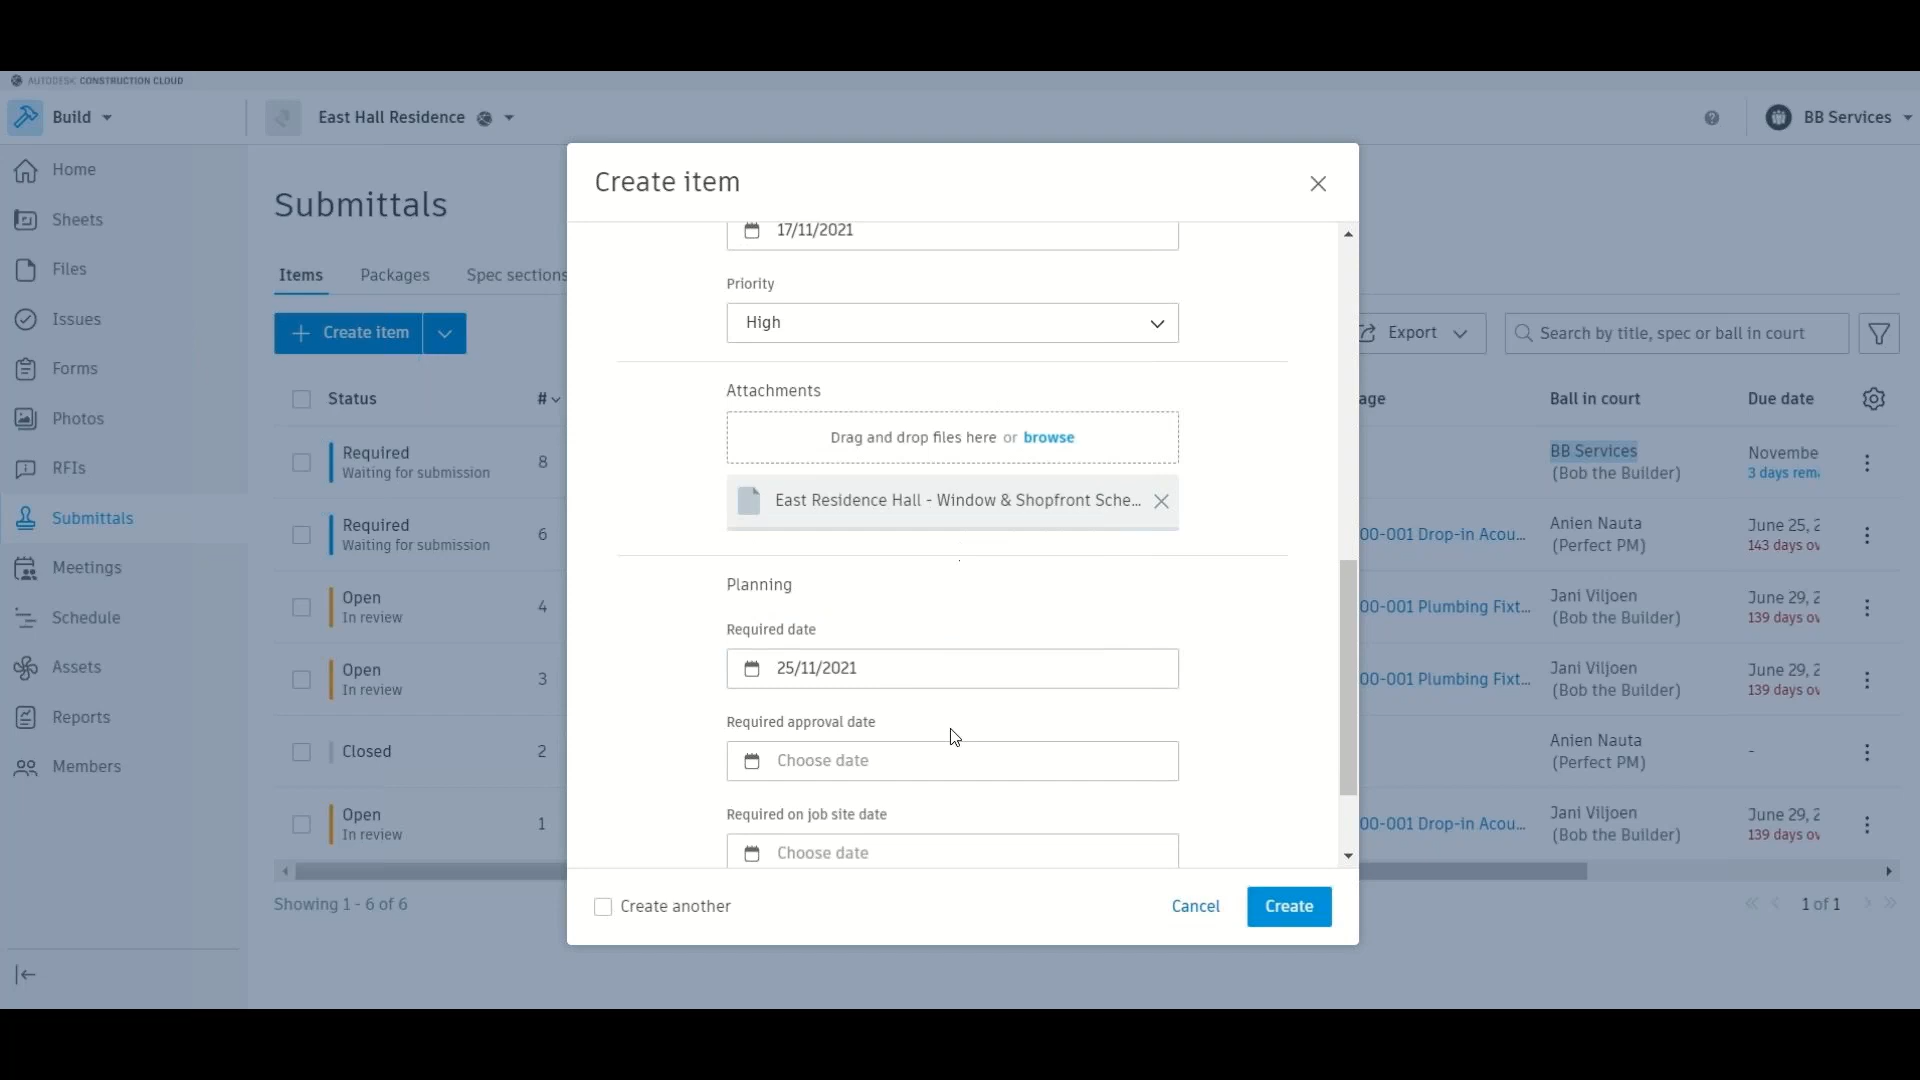 AUTODESK CONSTRUCTION CLOUD
Build
East Hall Residence
BB Services
Home
Sheets
Files
Issues
Forms
Photos
RFIs
Submittals
Meetings
Schedule
Assets
Reports
Members
Submittals
Items Packages Spec sections
Create item
Export
Search by title, spec or ball in court
Status # age Ball in court Due date
Required
Waiting for submission
8
BB Services
(Bob the Builder)
Novembe
3 days rem
Required
Waiting for submission
6
00-001 Drop-in Acou...
Anien Nauta
(Perfect PM)
June 25, 2
143 days ov
Open
In review
4
00-001 Plumbing Fixt...
Jani Viljoen
(Bob the Builder)
June 29, 2
139 days ov
Open
In review
3
00-001 Plumbing Fixt...
Jani Viljoen
(Bob the Builder)
June 29, 2
139 days ov
Closed
2
Anien Nauta
(Perfect PM)
-
Open
In review
1
00-001 Drop-in Acou...
Jani Viljoen
(Bob the Builder)
June 29, 2
139 days ov
Showing 1 - 6 of 6
1 of 1
Create item
17/11/2021
Priority
High
Attachments
Drag and drop files here or browse
East Residence Hall - Window & Shopfront Sche...
Planning
Required date
25/11/2021
Required approval date
Choose date
Required on job site date
Choose date
Create another
Cancel
Create